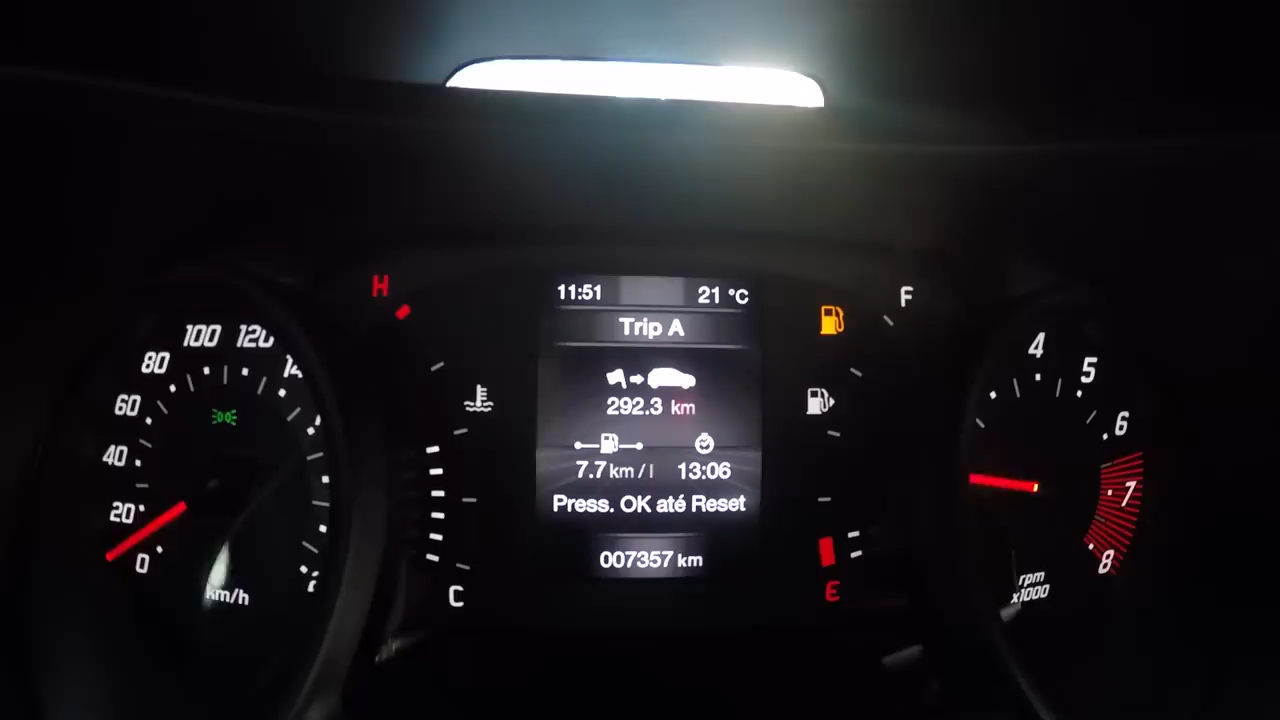 H
11:51 21 °C
F
Trip A
292.3 km
7.7 km/l 13:06
Press. OK até Reset
007357 km
C
E
0
20
40
60
80
100
120
km/h
4
5
6
7
8
rpm
x1000